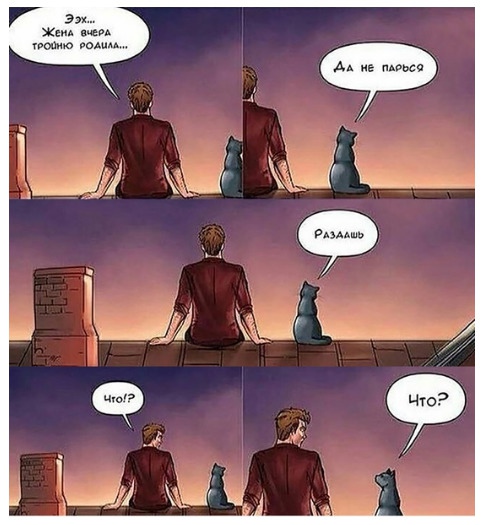 Ээх...
Жена вчера
тройню родила...
Да не парься
Раздашь
Что!?
Что?